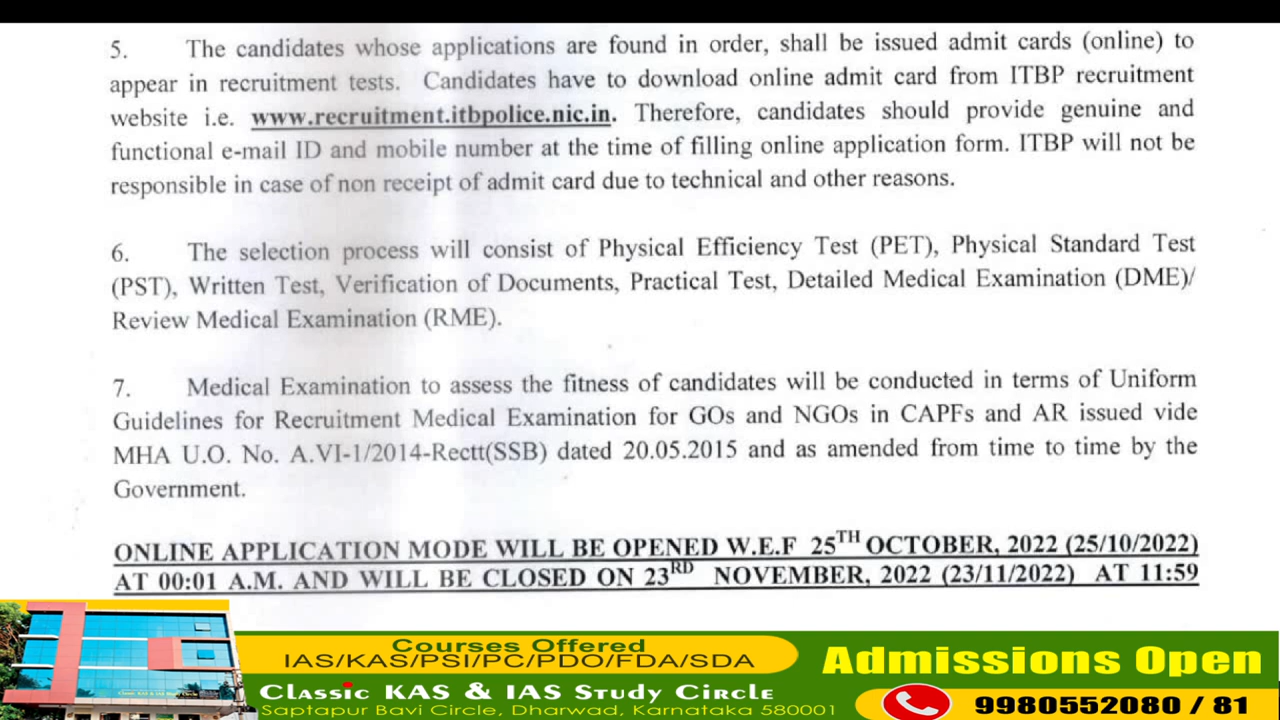 5. The candidates whose applications are found in order, shall be issued admit cards (online) to
appear in recruitment tests. Candidates have to download online admit card from ITBP recruitment
website i.e. www.recruitment.itbpolice.nic.in. Therefore, candidates should provide genuine and
functional e-mail ID and mobile number at the time of filling online application form. ITBP will not be
responsible in case of non receipt of admit card due to technical and other reasons.
6. The selection process will consist of Physical Efficiency Test (PET), Physical Standard Test
(PST), Written Test, Verification of Documents, Practical Test, Detailed Medical Examination (DME)/
Review Medical Examination (RME).
7. Medical Examination to assess the fitness of candidates will be conducted in terms of Uniform
Guidelines for Recruitment Medical Examination for GOs and NGOs in CAPFs and AR issued vide
MHA U.O. No. A.VI-1/2014-Rectt(SSB) dated 20.05.2015 and as amended from time to time by the
Government.
ONLINE APPLICATION MODE WILL BE OPENED W.E.F 25TH OCTOBER, 2022 (25/10/2022)
AT 00:01 A.M. AND WILL BE CLOSED ON 23RD NOVEMBER, 2022 (23/11/2022) AT 11:59
Courses Offered
IAS/KAS/PSI/PC/PDO/FDA/SDA
Classic KAS & IAS Study Circle
Saptapur Bavi Circle, Dharwad, Karnataka 580001
Admissions Open
9980552080 / 81